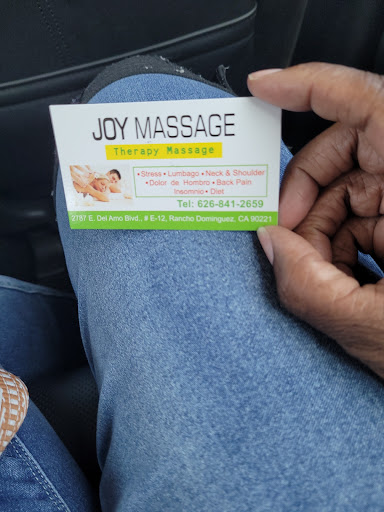 JOY MASSAGE
Therapy Massage
•Stress •Lumbago •Neck & Shoulder
•Dolor de Hombro •Back Pain
Insomnio •Diet
Tel: 626-841-2659
2787 E. Del Amo Blvd., # E-12, Rancho Dominguez, CA 90221